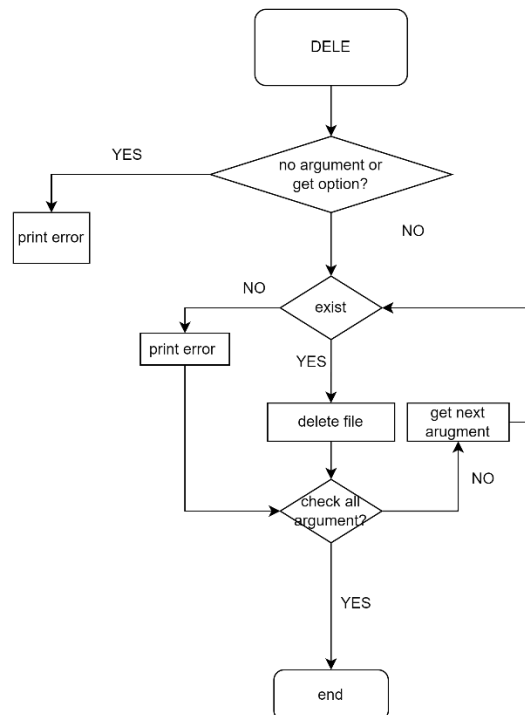 DELE
YES
no argument or
get option?
print error
NO
NO
exist
print error
YES
delete file
get next
arugment
NO
check all
argument?
YES
end